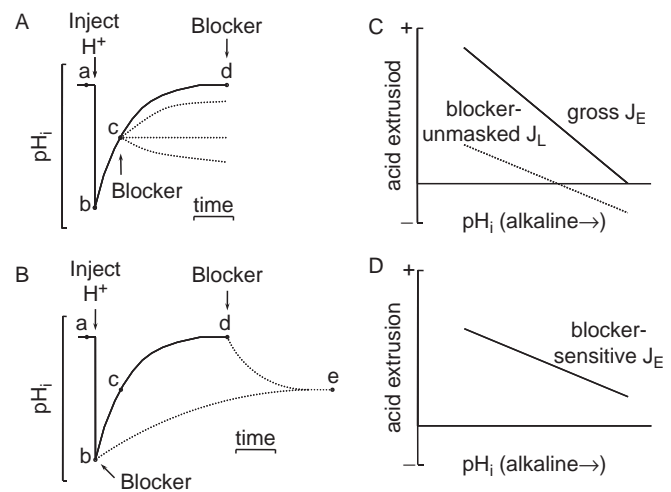 A
Inject
H+
Blocker
a
d
c
pHi
Blocker
b
time
B
Inject
H+
Blocker
a
d
c
e
pHi
b
time
Blocker
C
+
acid extrusiod
blocker-
unmasked JL
gross JE
–
pHi (alkaline→)
D
+
acid extrusion
blocker-
sensitive JE
–
pHi (alkaline→)